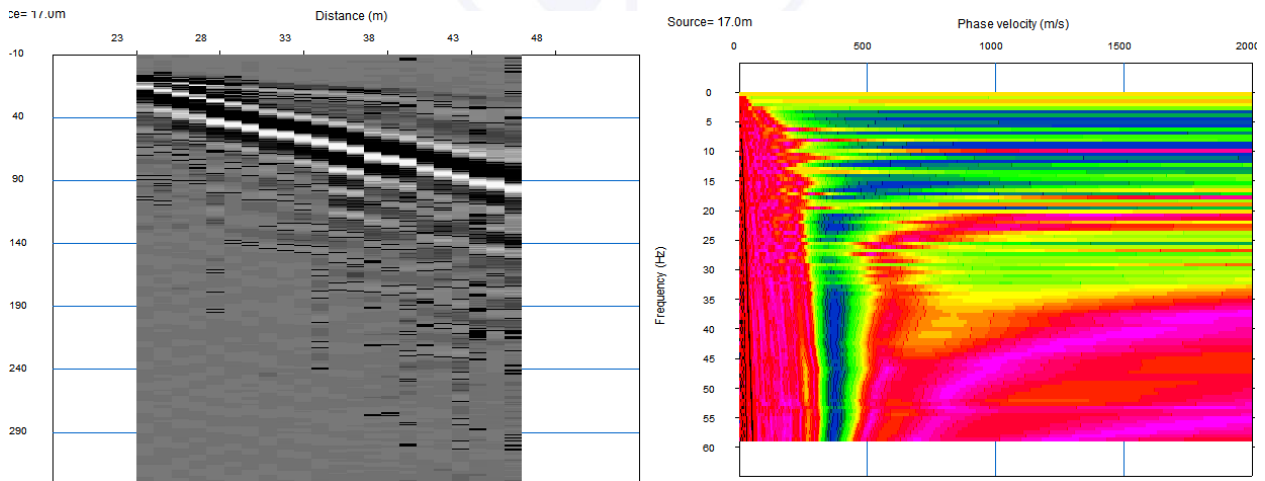 ce= 17.0m
Distance (m)
23 28 33 38 43 48
-10
40
90
140
190
240
290
Source= 17.0m
Phase velocity (m/s)
0 500 1000 1500 2000
Frequency (Hz)
0
5
10
15
20
25
30
35
40
45
50
55
60